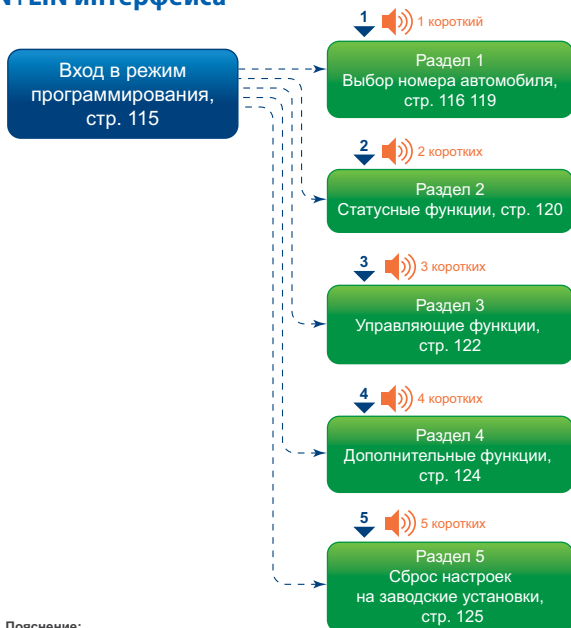 LIN интерфейса
1 1 короткий
Вход в режим
программирования,
стр. 115
Раздел 1
Выбор номера автомобиля,
стр. 116 119
2 2 коротких
Раздел 2
Статусные функции, стр. 120
3 3 коротких
Раздел 3
Управляющие функции,
стр. 122
4 4 коротких
Раздел 4
Дополнительные функции,
стр. 124
5 5 коротких
Раздел 5
Сброс настроек
на заводские установки,
стр. 125
Пояснение: